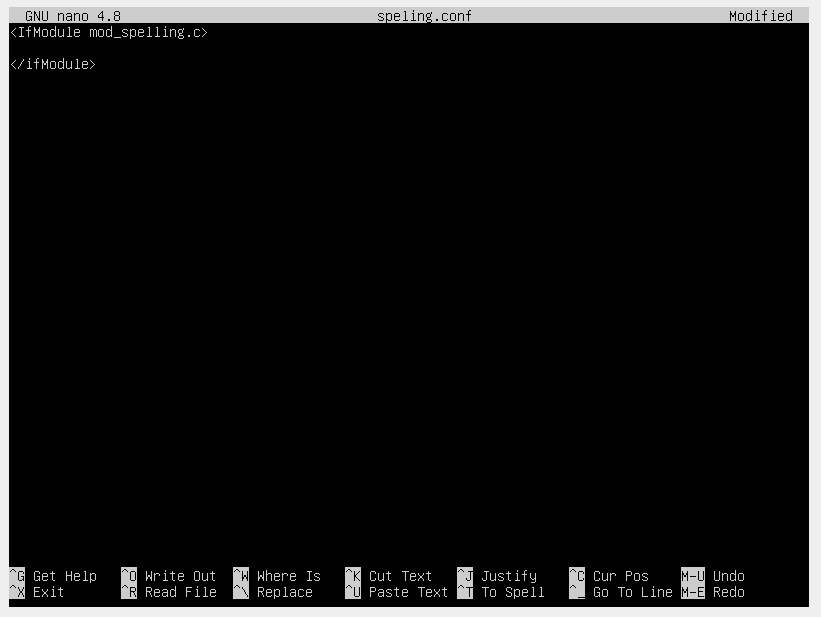 GNU nano 4.8 speling.conf Modified
<IfModule mod_spelling.c>
</ifModule>
^G Get Help ^O Write Out ^W Where Is ^K Cut Text ^J Justify ^C Cur Pos M-U Undo
^X Exit ^R Read File ^\ Replace ^U Paste Text ^T To Spell ^_ Go To Line M-E Redo